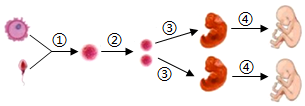 ① ② ③ ④
③ ④